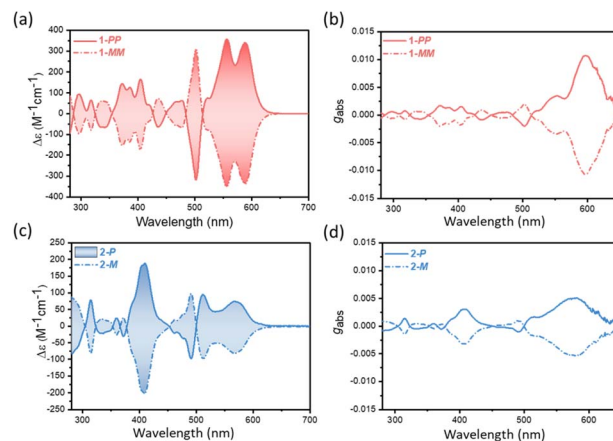 (a)
400
300
200
100
0
-100
-200
-300
-400
Δε (M⁻¹cm⁻¹)
1-PP
1-MM
300 400 500 600 700
Wavelength (nm)
(b)
0.015
0.010
0.005
0.000
-0.005
-0.010
-0.015
gabs
1-PP
1-MM
300 400 500 600
Wavelength (nm)
(c)
250
200
150
100
50
0
-50
-100
-150
-200
Δε (M⁻¹cm⁻¹)
2-P
2-M
300 400 500 600 700
Wavelength (nm)
(d)
0.015
0.010
0.005
0.000
-0.005
-0.010
-0.015
gabs
2-P
2-M
300 400 500 600
Wavelength (nm)